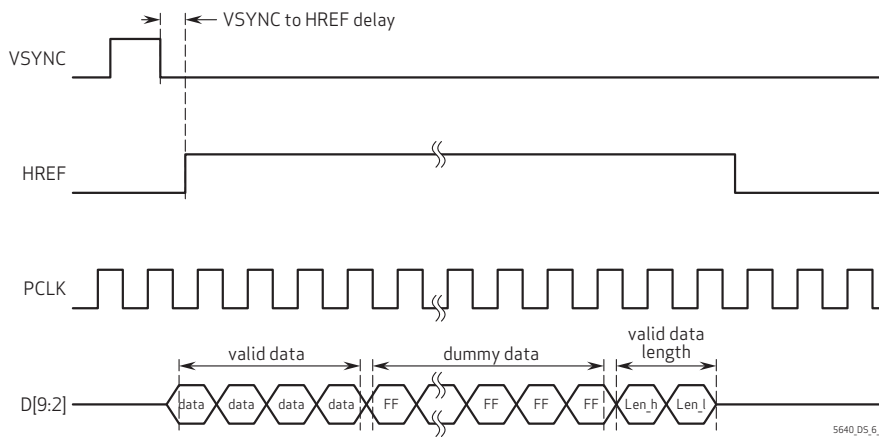 VSYNC to HREF delay
VSYNC
HREF
PCLK
valid data
dummy data
valid data
length
D[9:2]
data data data data FF FF FF FF Len_h Len_l
5640_DS_6_